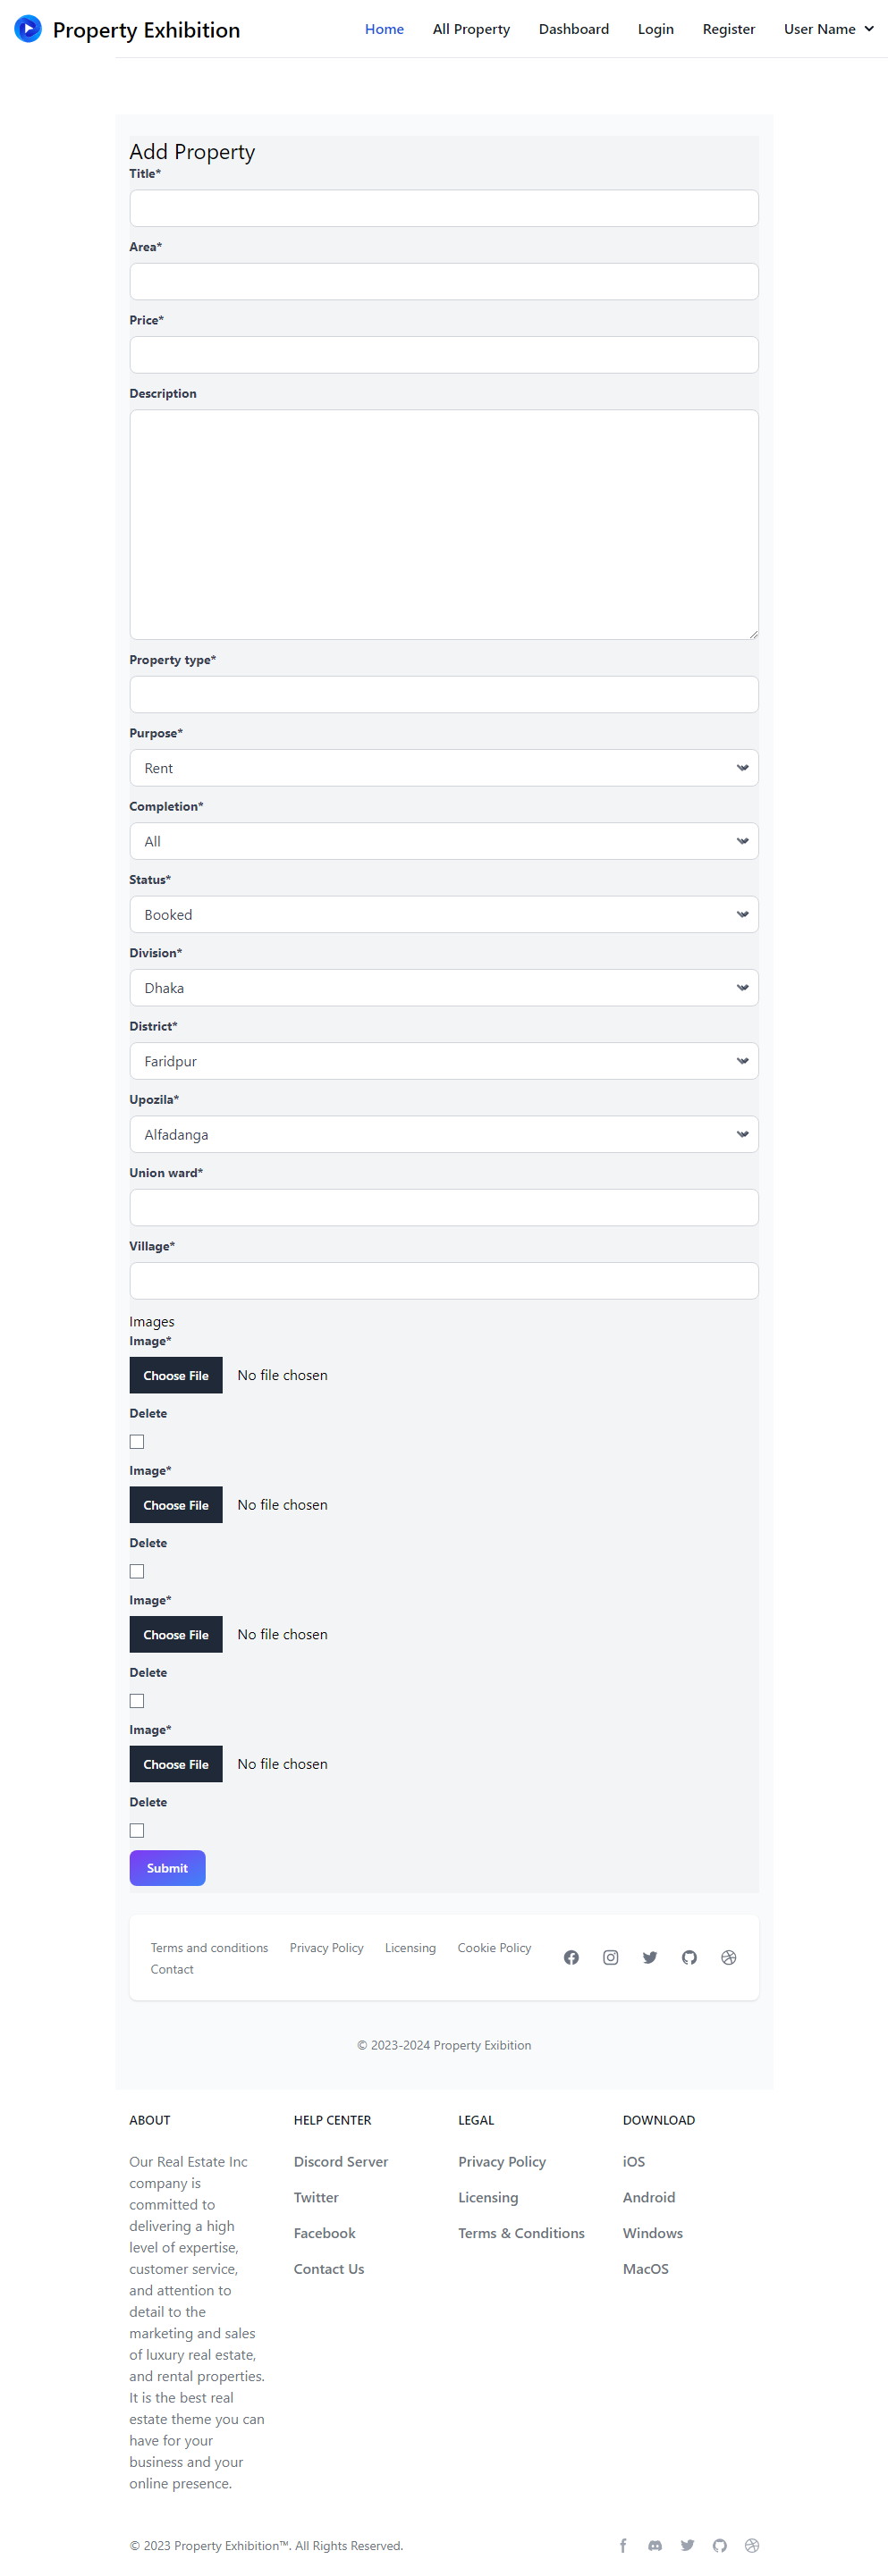 Property Exhibition
Home All Property Dashboard Login Register User Name
Add Property
Title*
Area*
Price*
Description
Property type*
Purpose*
Rent
Completion*
All
Status*
Booked
Division*
Dhaka
District*
Faridpur
Upozila*
Alfadanga
Union ward*
Village*
Images
Image*
Choose File No file chosen
Delete
Image*
Choose File No file chosen
Delete
Image*
Choose File No file chosen
Delete
Image*
Choose File No file chosen
Delete
Submit
Terms and conditions Privacy Policy Licensing Cookie Policy
Contact
© 2023-2024 Property Exibition
ABOUT
Our Real Estate Inc
company is
committed to
delivering a high
level of expertise,
customer service,
and attention to
detail to the
marketing and sales
of luxury real estate,
and rental properties.
It is the best real
estate theme you can
have for your
business and your
online presence.
HELP CENTER
Discord Server
Twitter
Facebook
Contact Us
LEGAL
Privacy Policy
Licensing
Terms & Conditions
DOWNLOAD
iOS
Android
Windows
MacOS
© 2023 Property Exhibition™. All Rights Reserved.